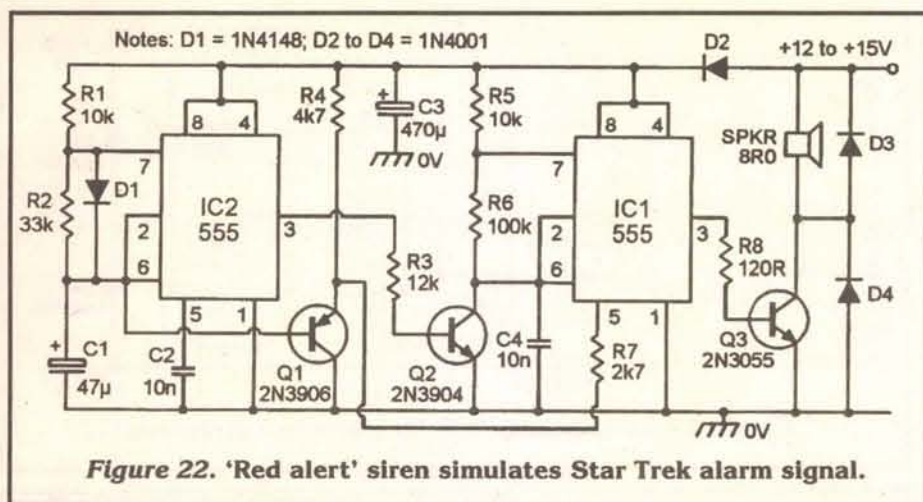 Notes: D1 = 1N4148; D2 to D4 = 1N4001
D2
+12 to +15V
R1
10k
R4
4k7
C3
470µ
0V
R5
10k
8
4
8
4
SPKR
8R0
D3
7
D1
7
R2
33k
IC2
555
R6
100k
IC1
555
2
3
2
3
R3
12k
R8
120R
6
6
D4
5
1
5
1
C1
47µ
C2
10n
Q1
2N3906
Q2
2N3904
C4
10n
R7
2k7
Q3
2N3055
0V
+
+
Figure 22. 'Red alert' siren simulates Star Trek alarm signal.